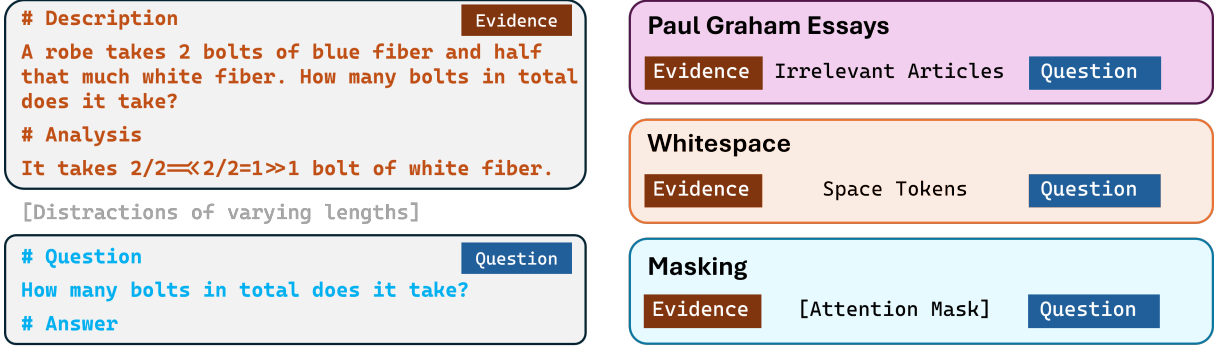 # Description
Evidence
A robe takes 2 bolts of blue fiber and half
that much white fiber. How many bolts in total
does it take?
# Analysis
It takes 2/2=<<2/2=1>>1 bolt of white fiber.
[Distractions of varying lengths]
# Question
Question
How many bolts in total does it take?
# Answer
Paul Graham Essays
Evidence Irrelevant Articles Question
Whitespace
Evidence Space Tokens Question
Masking
Evidence [Attention Mask] Question